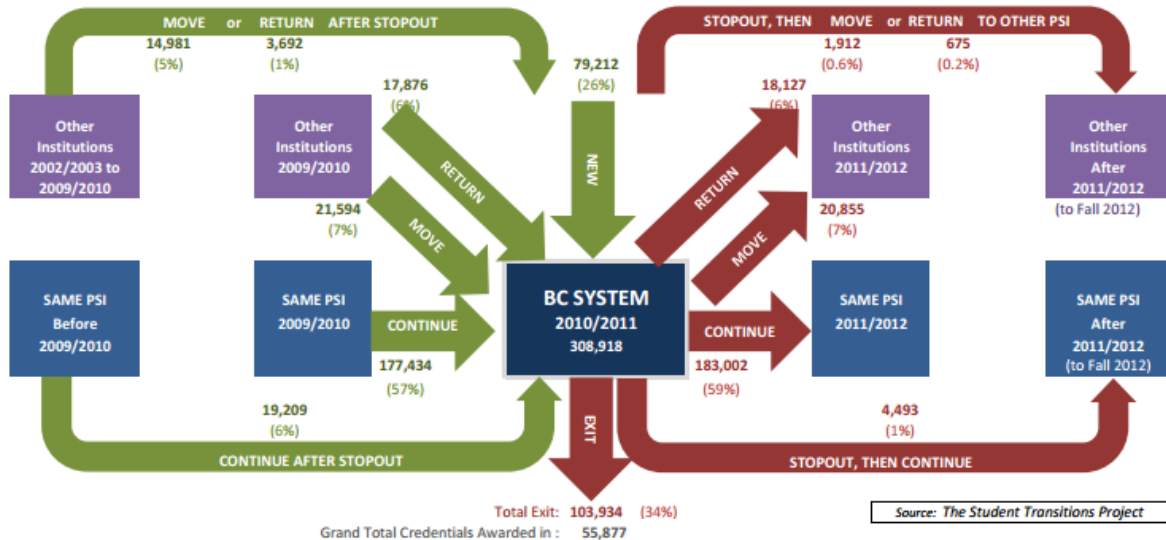 MOVE or RETURN AFTER STOPOUT
14,981 3,692
(5%) (1%)
STOPOUT, THEN MOVE or RETURN TO OTHER PSI
1,912 675
(0.6%) (0.2%)
79,212
(26%)
17,876
(6%)
18,127
(6%)
Other
Institutions
2002/2003 to
2009/2010
Other
Institutions
2009/2010
RETURN
NEW
RETURN
Other
Institutions
2011/2012
Other
Institutions
After
2011/2012
(to Fall 2012)
21,594
(7%)
MOVE
MOVE
20,855
(7%)
SAME PSI
Before
2009/2010
SAME PSI
2009/2010
CONTINUE
177,434
(57%)
BC SYSTEM
2010/2011
308,918
CONTINUE
183,002
(59%)
SAME PSI
2011/2012
SAME PSI
After
2011/2012
(to Fall 2012)
19,209
(6%)
CONTINUE AFTER STOPOUT
EXIT
4,493
(1%)
STOPOUT, THEN CONTINUE
Total Exit: 103,934 (34%)
Grand Total Credentials Awarded in : 55,877
Source: The Student Transitions Project